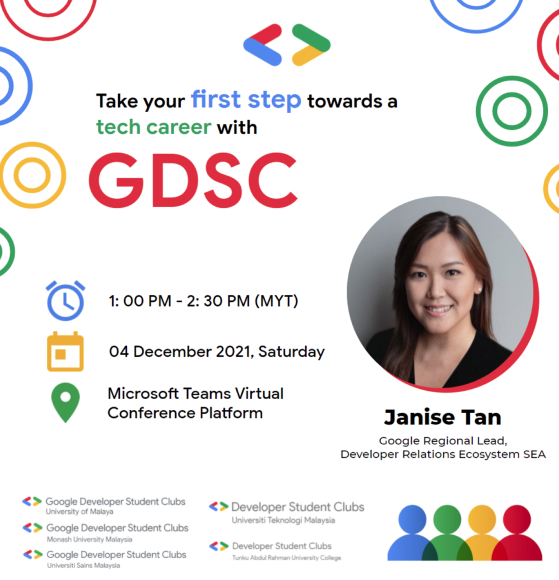 Take your first step towards a
tech career with
GDSC
1: 00 PM - 2: 30 PM (MYT)
04 December 2021, Saturday
Microsoft Teams Virtual
Conference Platform
Janise Tan
Google Regional Lead,
Developer Relations Ecosystem SEA
Google Developer Student Clubs
University of Malaya
Google Developer Student Clubs
Monash University Malaysia
Google Developer Student Clubs
Universiti Sains Malaysia
Developer Student Clubs
Universiti Teknologi Malaysia
Developer Student Clubs
Tunku Abdul Rahman University College